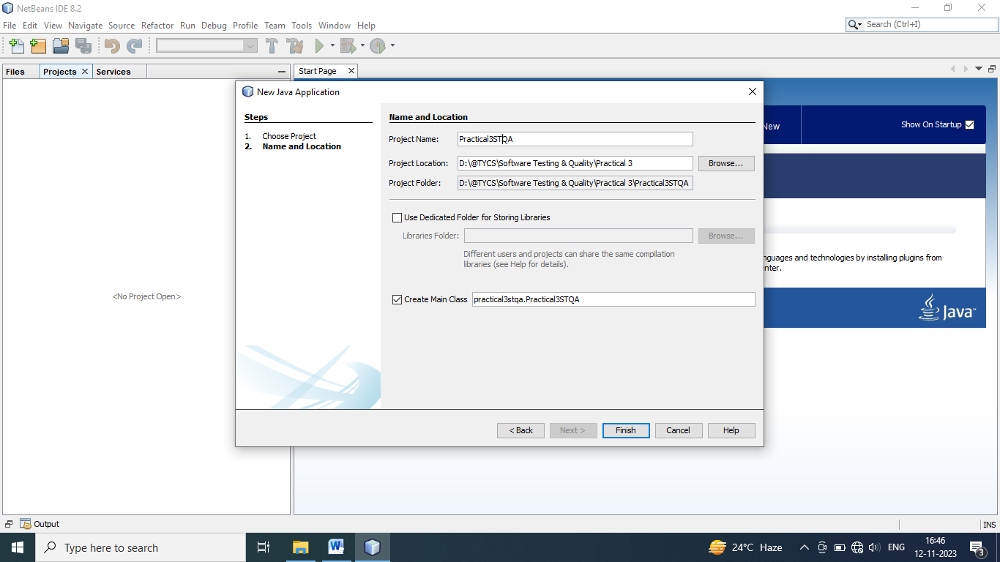 NetBeans IDE 8.2
File Edit View Navigate Source Refactor Run Debug Profile Team Tools Window Help
Search (Ctrl+I)
Files Projects Services
Start Page
New Java Application
Steps
1. Choose Project
2. Name and Location
Name and Location
Project Name: Practical3STQA
Project Location: D:\@TYCS\Software Testing & Quality\Practical 3 Browse...
Project Folder: D:\@TYCS\Software Testing & Quality\Practical 3\Practical3STQA
Use Dedicated Folder for Storing Libraries
Libraries Folder: Browse...
Different users and projects can share the same compilation
libraries (see Help for details).
Create Main Class practical3stqa.Practical3STQA
< Back Next > Finish Cancel Help
<No Project Open>
New
Show On Startup
nguages and technologies by installing plugins from
enter.
Java™
Output
INS
Type here to search
W
24°C Haze
ENG
16:46
12-11-2023
3